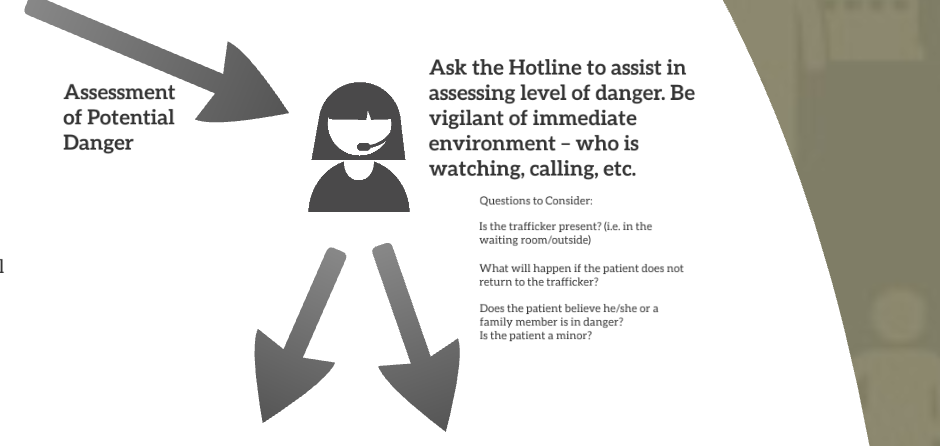 Assessment
of Potential
Danger
Ask the Hotline to assist in
assessing level of danger. Be
vigilant of immediate
environment – who is
watching, calling, etc.
Questions to Consider:
Is the trafficker present? (i.e. in the
waiting room/outside)
What will happen if the patient does not
return to the trafficker?
Does the patient believe he/she or a
family member is in danger?
Is the patient a minor?